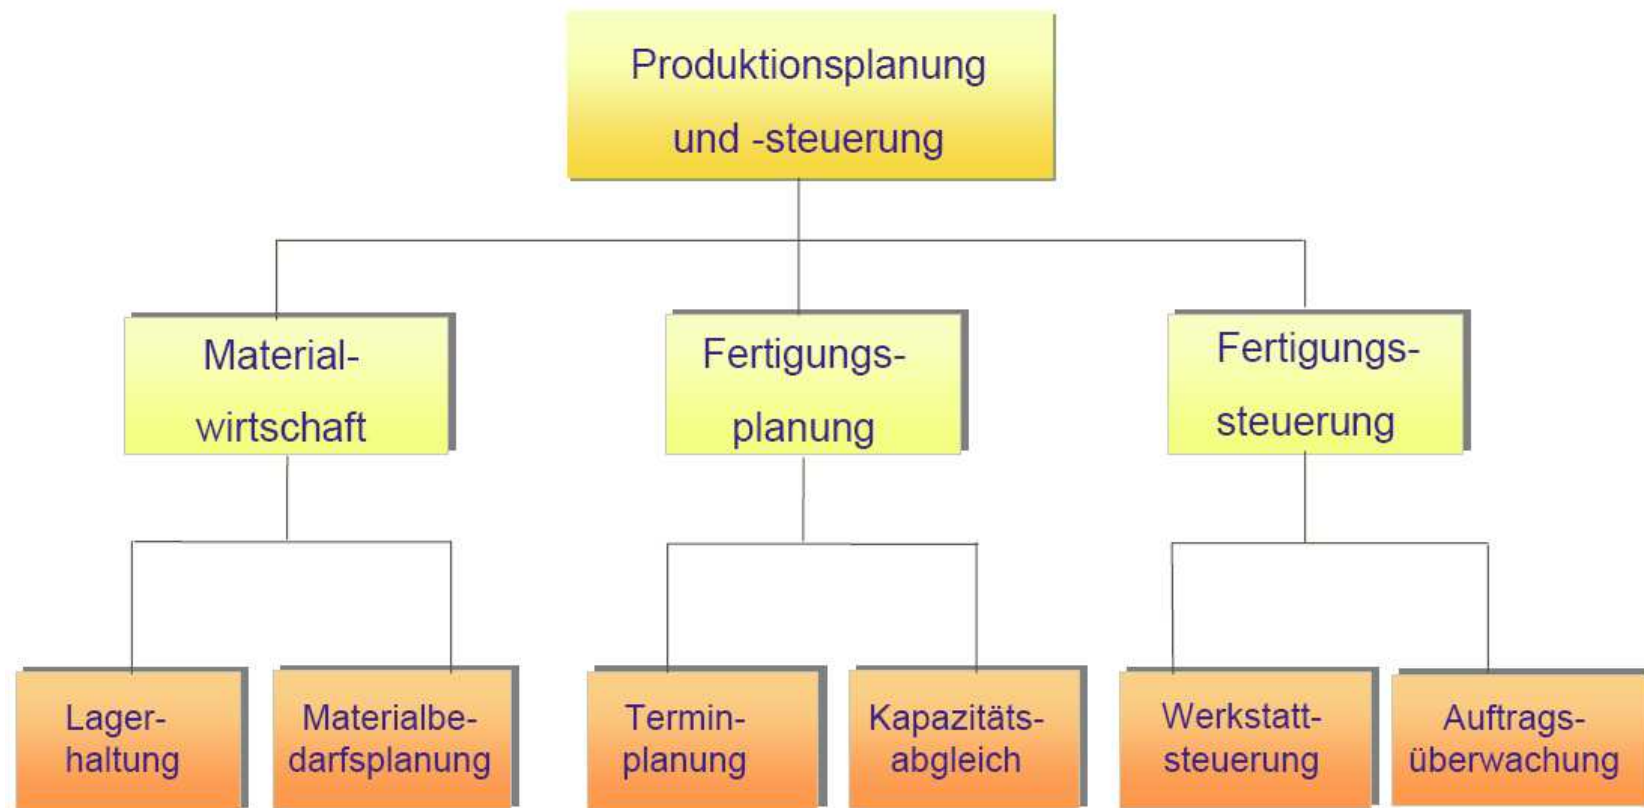 Produktionsplanung
und -steuerung
Material-
wirtschaft
Fertigungs-
planung
Fertigungs-
steuerung
Lager-
haltung
Materialbe-
darfsplanung
Termin-
planung
Kapazitäts-
abgleich
Werkstatt-
steuerung
Auftrags-
überwachung